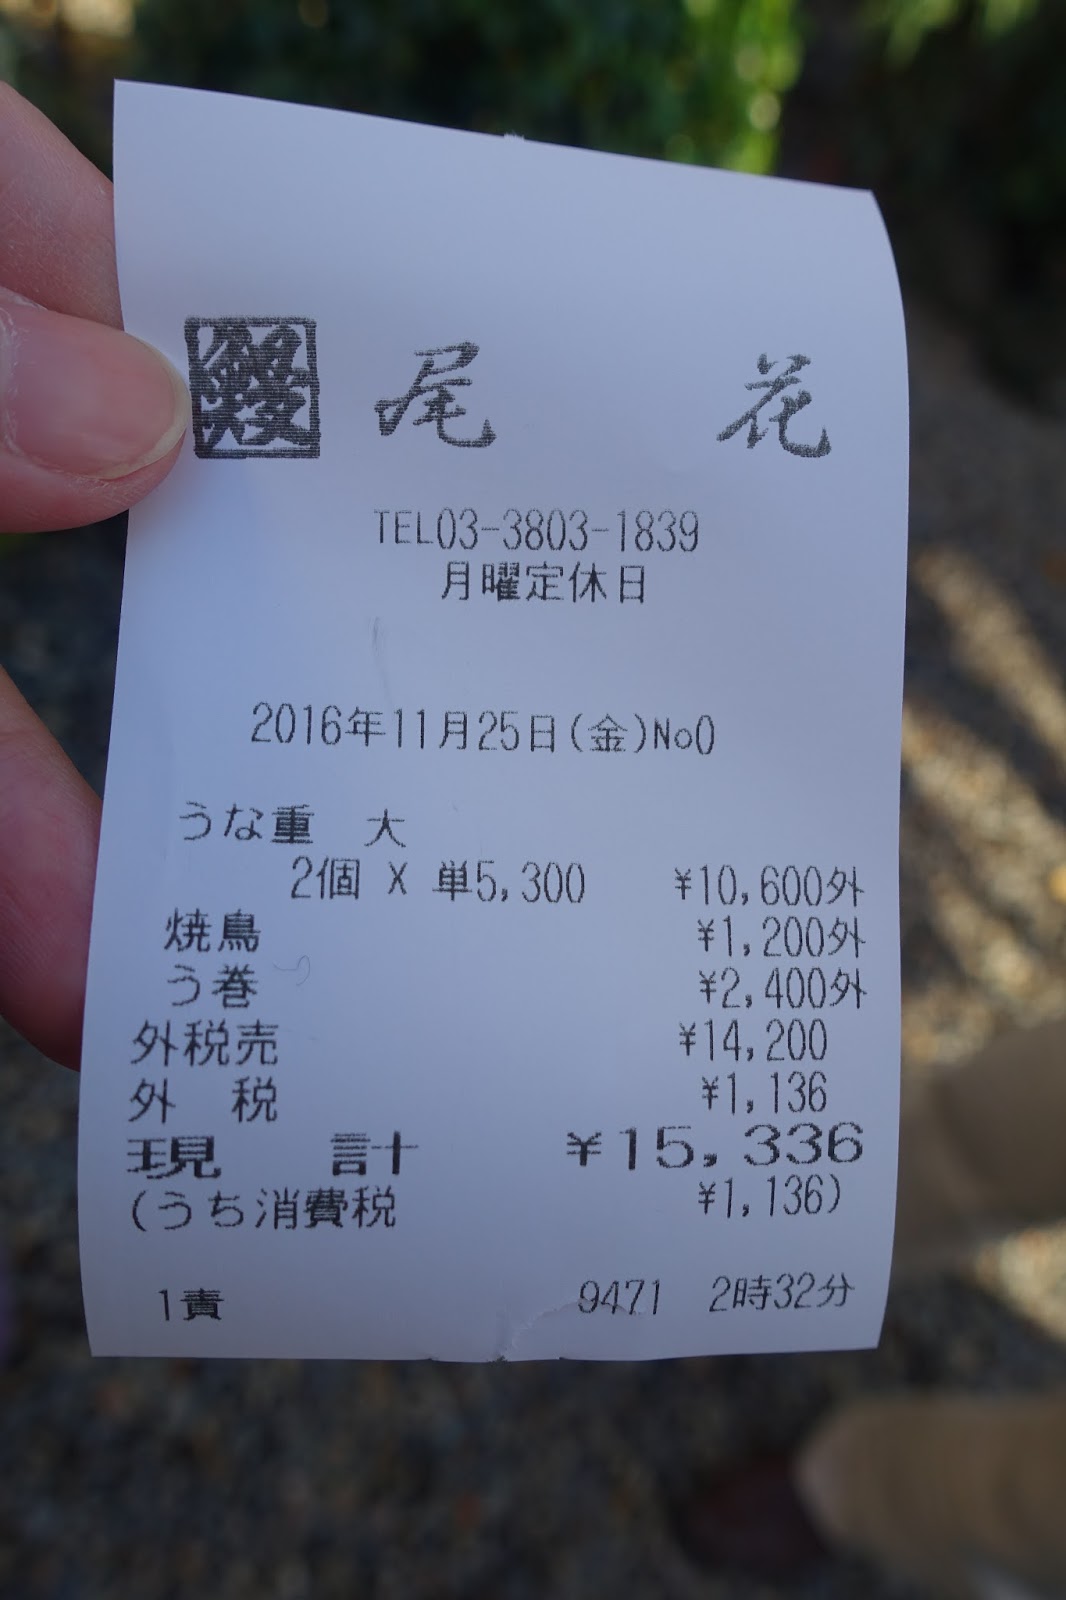 鰻 尾 花
TEL03-3803-1839
月曜定休日
2016年11月25日(金)No0
うな重 大
2個 X 単5,300 ¥10,600外
焼鳥 ¥1,200外
う巻 ¥2,400外
外税売 ¥14,200
外 税 ¥1,136
現 計 ¥15,336
(うち消費税 ¥1,136)
1責 9471 2時32分